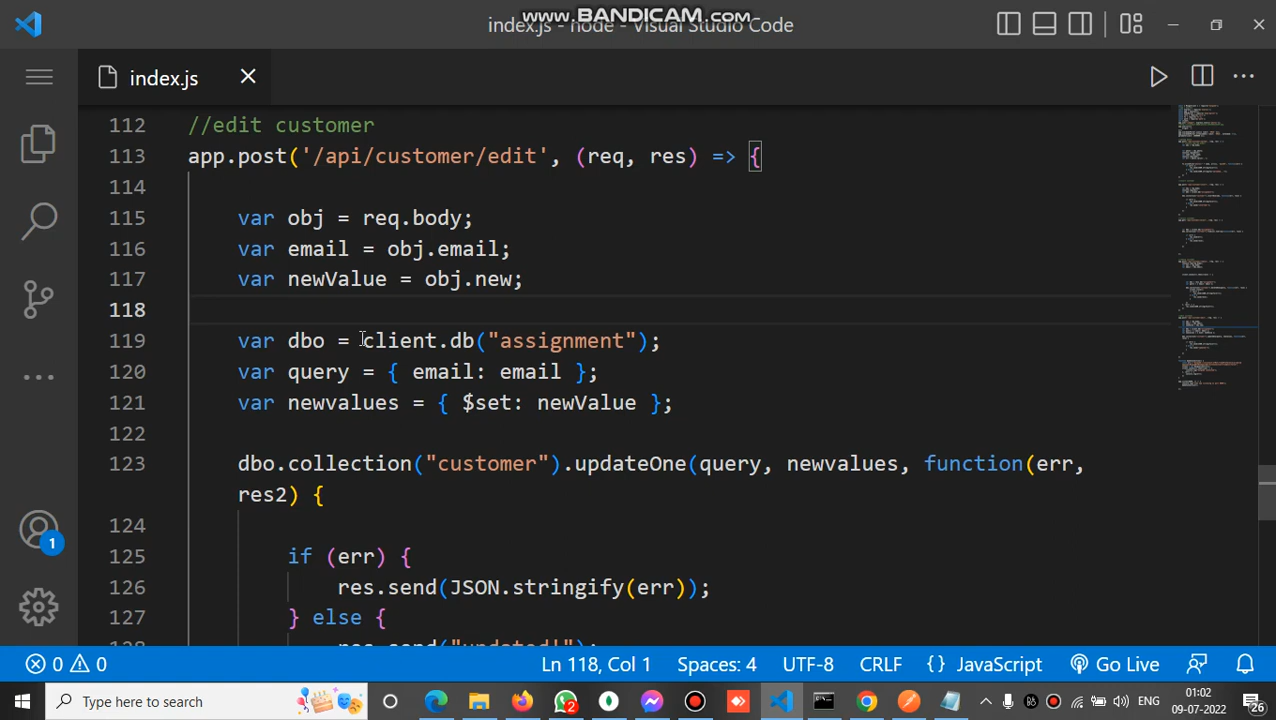 www.BANDICAM.com
index.js - node - Visual Studio Code
index.js
112 //edit customer
113 app.post('/api/customer/edit', (req, res) => {
114
115 var obj = req.body;
116 var email = obj.email;
117 var newValue = obj.new;
118
119 var dbo = client.db("assignment");
120 var query = { email: email };
121 var newvalues = { $set: newValue };
122
123 dbo.collection("customer").updateOne(query, newvalues, function(err,
res2) {
124
125 if (err) {
126 res.send(JSON.stringify(err));
127 } else {
128 res.send("updated!");
1
0 0 Ln 118, Col 1 Spaces: 4 UTF-8 CRLF {} JavaScript Go Live
Type here to search 2 ENG 01:02
09-07-2022 26